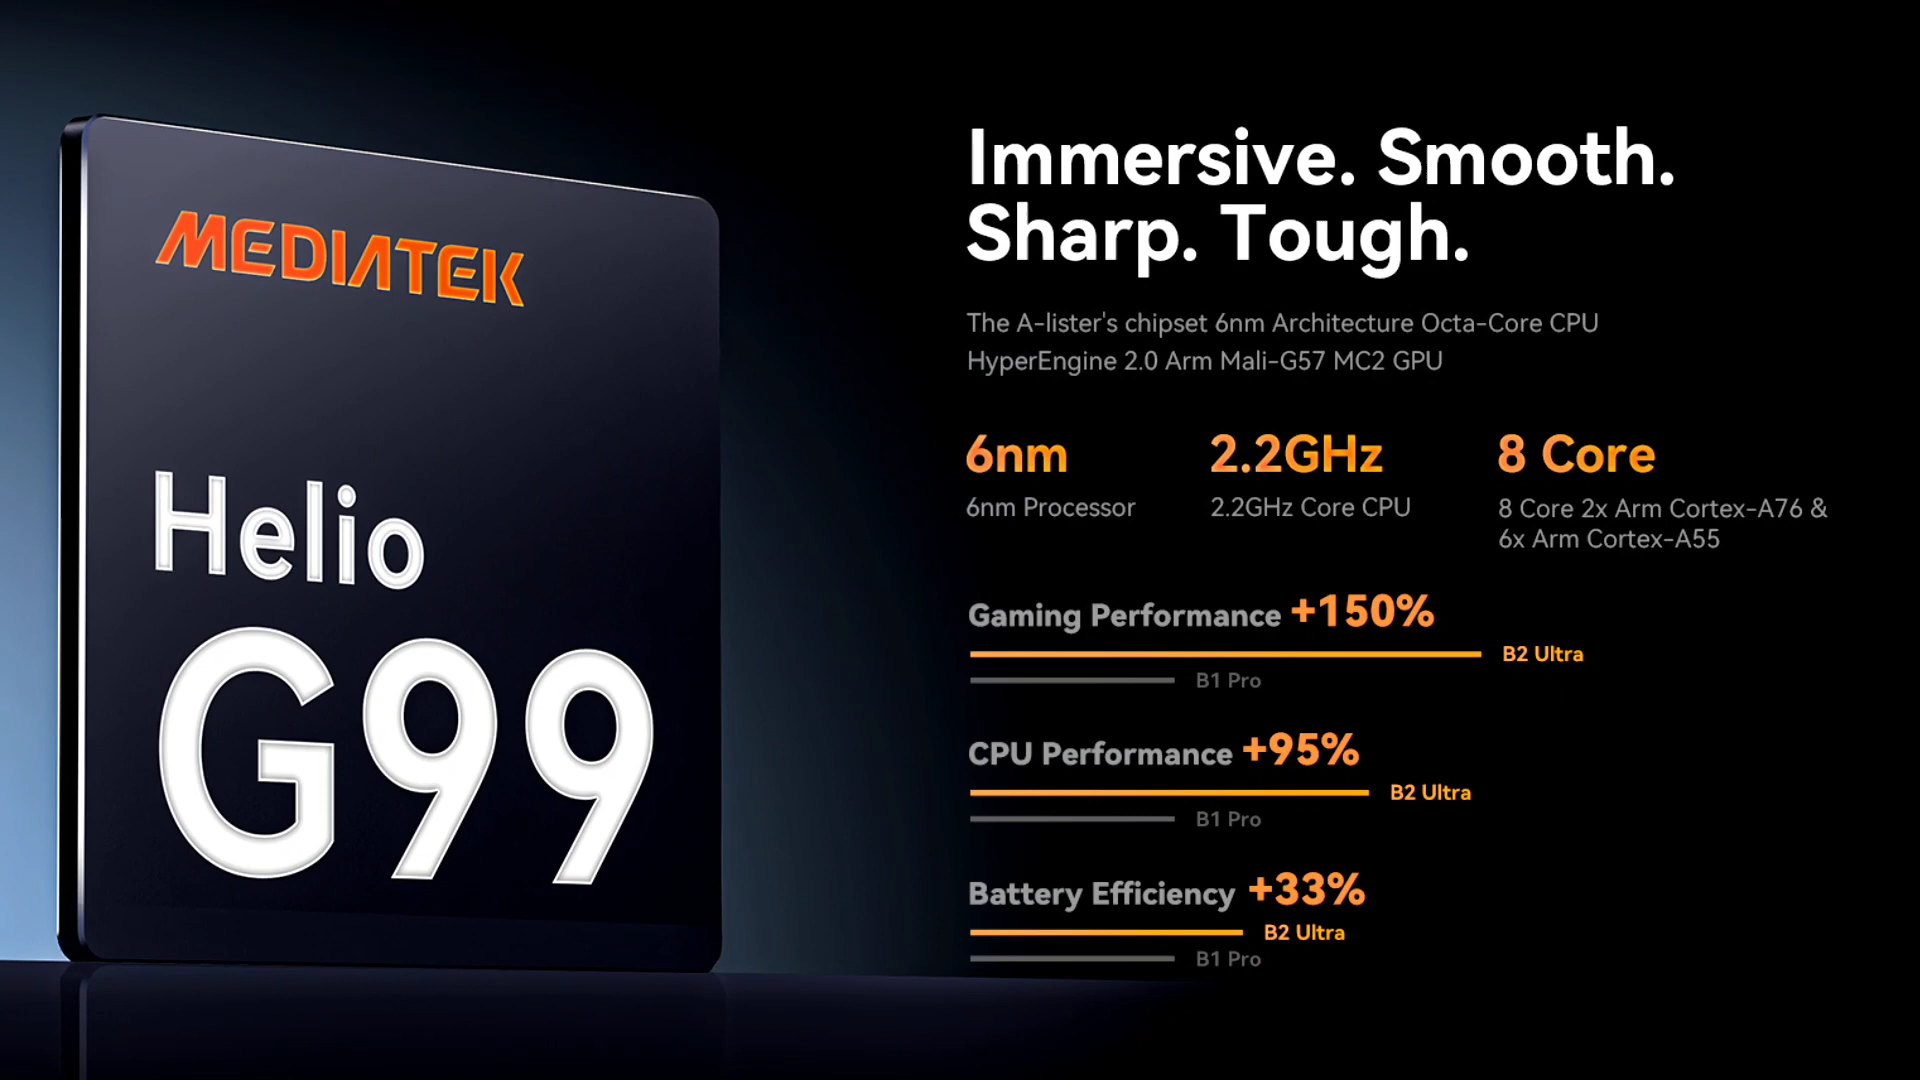 MEDIATEK
Helio
G99
Immersive. Smooth.
Sharp. Tough.
The A-lister's chipset 6nm Architecture Octa-Core CPU
HyperEngine 2.0 Arm Mali-G57 MC2 GPU
6nm
6nm Processor
2.2GHz
2.2GHz Core CPU
8 Core
8 Core 2x Arm Cortex-A76 &
6x Arm Cortex-A55
Gaming Performance +150%
B2 Ultra
B1 Pro
CPU Performance +95%
B2 Ultra
B1 Pro
Battery Efficiency +33%
B2 Ultra
B1 Pro